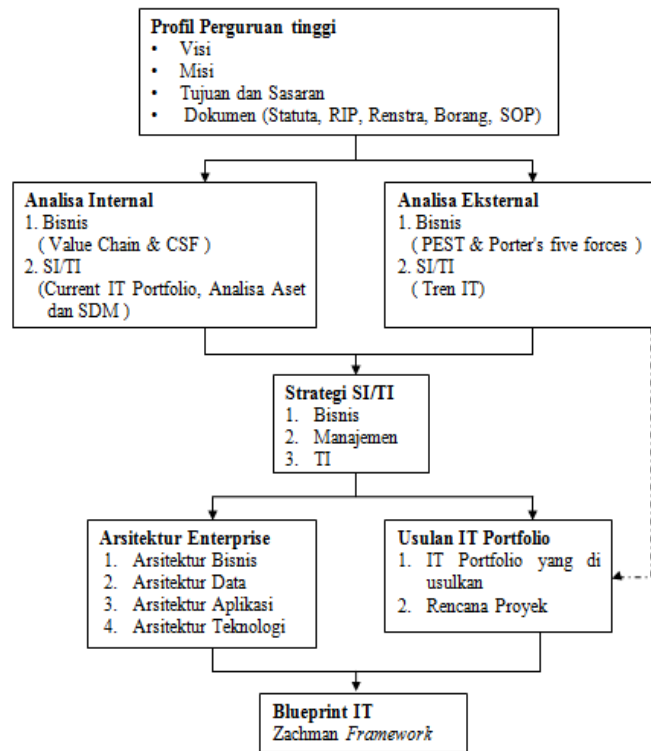 Profil Perguruan tinggi
• Visi
• Misi
• Tujuan dan Sasaran
• Dokumen (Statuta, RIP, Renstra, Borang, SOP)
Analisa Internal
1. Bisnis
( Value Chain & CSF )
2. SI/TI
(Current IT Portfolio, Analisa Aset
dan SDM )
Analisa Eksternal
1. Bisnis
( PEST & Porter's five forces )
2. SI/TI
( Tren IT)
Strategi SI/TI
1. Bisnis
2. Manajemen
3. TI
Arsitektur Enterprise
1. Arsitektur Bisnis
2. Arsitektur Data
3. Arsitektur Aplikasi
4. Arsitektur Teknologi
Usulan IT Portfolio
1. IT Portfolio yang di
usulkan
2. Rencana Proyek
Blueprint IT
Zachman Framework